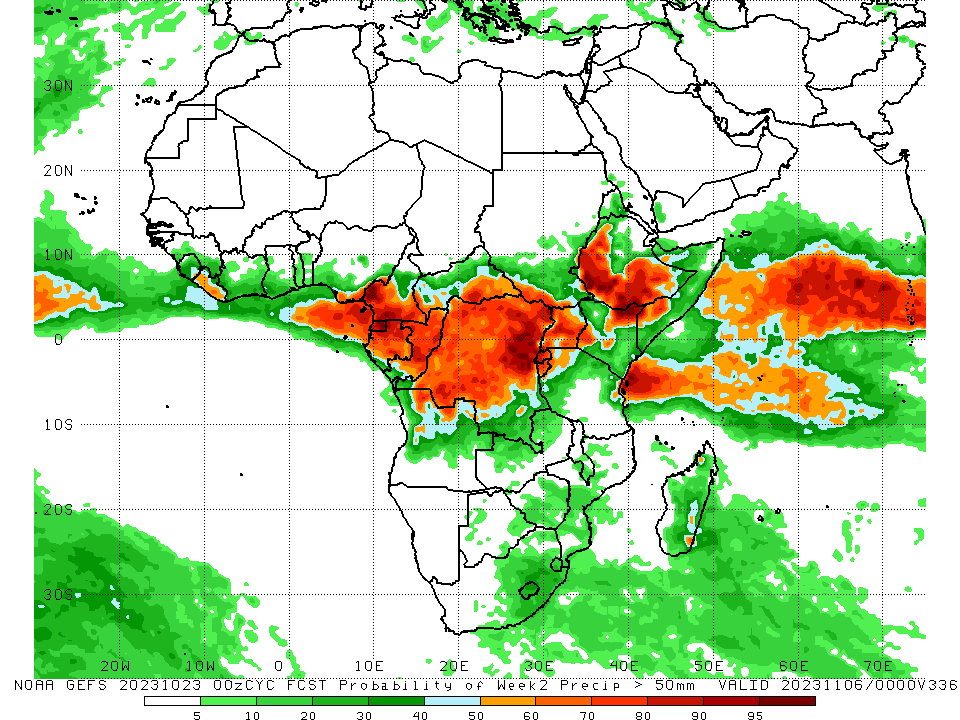 30N
20N
10N
0
10S
20S
30S
20W 10W 0 10E 20E 30E 40E 50E 60E 70E
NOAA GEFS 20231023 00zCYC FCST Probability of Week2 Precip > 50mm VALID 20231106/0000V336
5 10 20 30 40 50 60 70 80 90 95